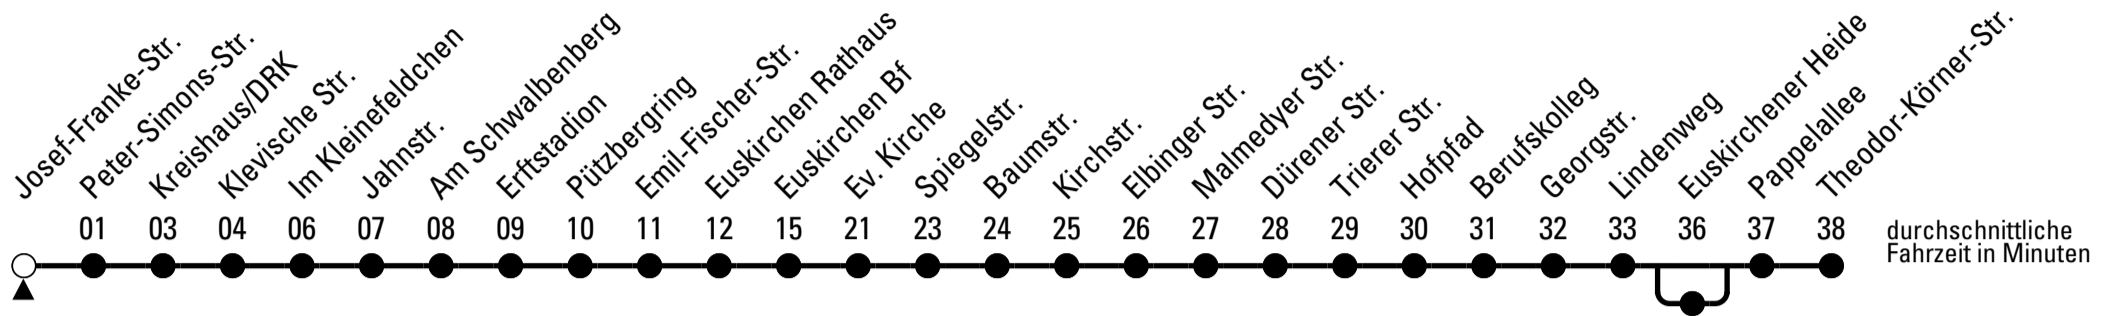 Josef-Franke-Str.
Peter-Simons-Str.
Kreishaus/DRK
Klevische Str.
Im Kleinefeldchen
Jahnstr.
Am Schwalbenberg
Erftstadion
Pützbergring
Emil-Fischer-Str.
Euskirchen Rathaus
Euskirchen Bf
Ev. Kirche
Spiegelstr.
Baumstr.
Kirchstr.
Elbinger Str.
Malmedyer Str.
Dürener Str.
Trierer Str.
Hofpfad
Berufskolleg
Georgstr.
Lindenweg
Euskirchener Heide
Pappelallee
Theodor-Körner-Str.
01 03 04 06 07 08 09 10 11 12 15 21 23 24 25 26 27 28 29 30 31 32 33 36 37 38
durchschnittliche
Fahrzeit in Minuten